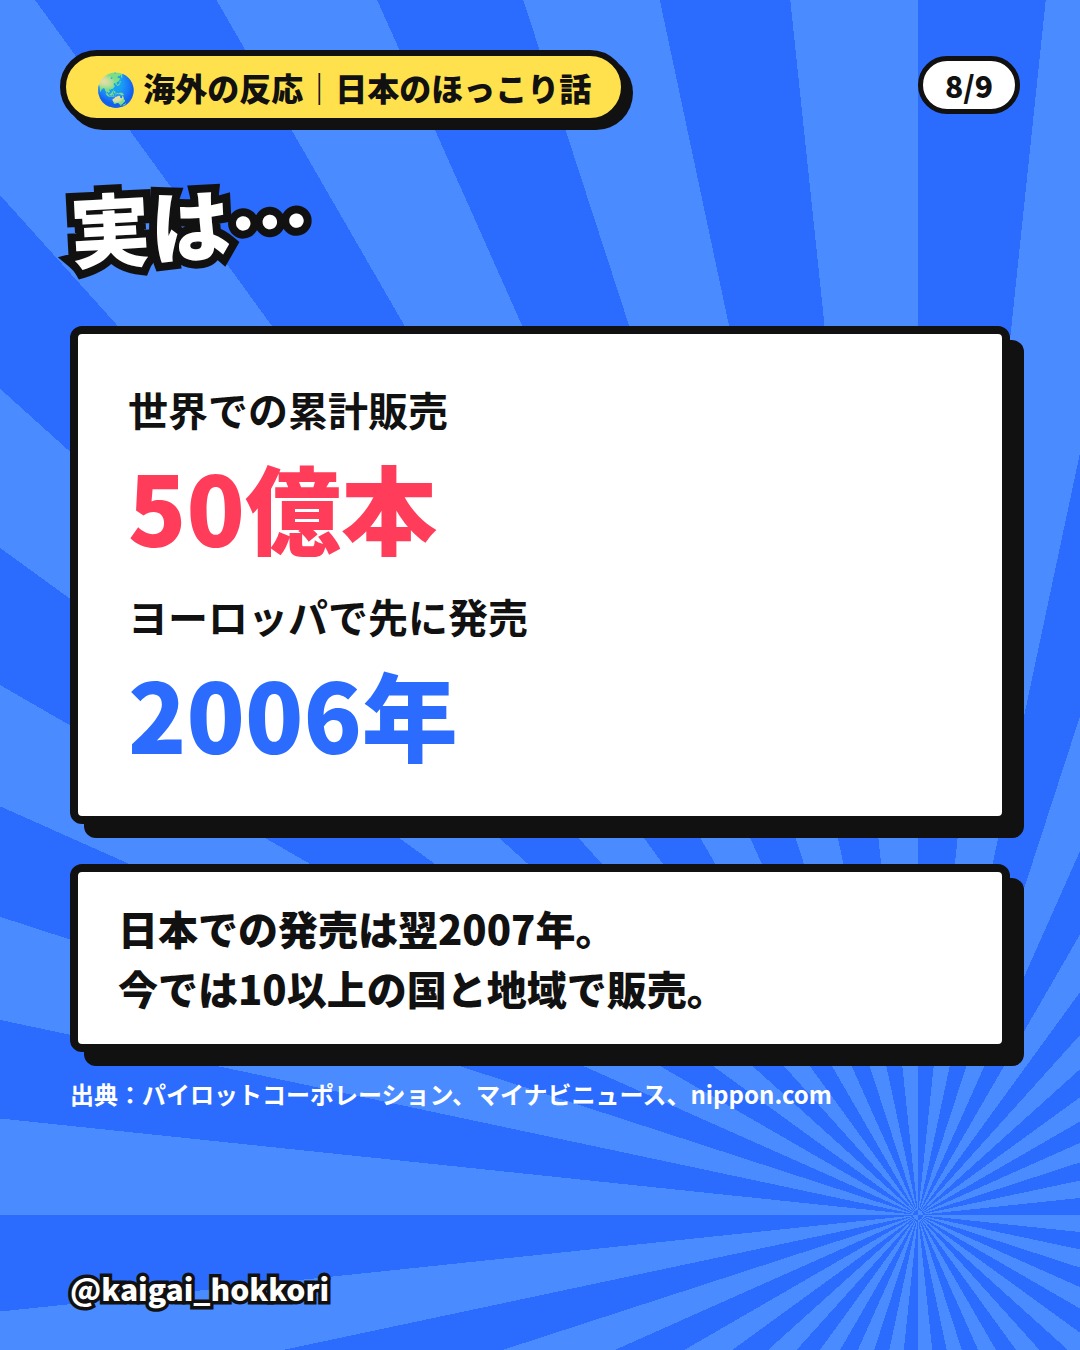 🌏 海外の反応｜日本のほっこり話
8/9
実は…
世界での累計販売
50億本
ヨーロッパで先に発売
2006年
日本での発売は翌2007年。
今では10以上の国と地域で販売。
出典：パイロットコーポレーション、マイナビニュース、nippon.com
@kaigai_hokkori